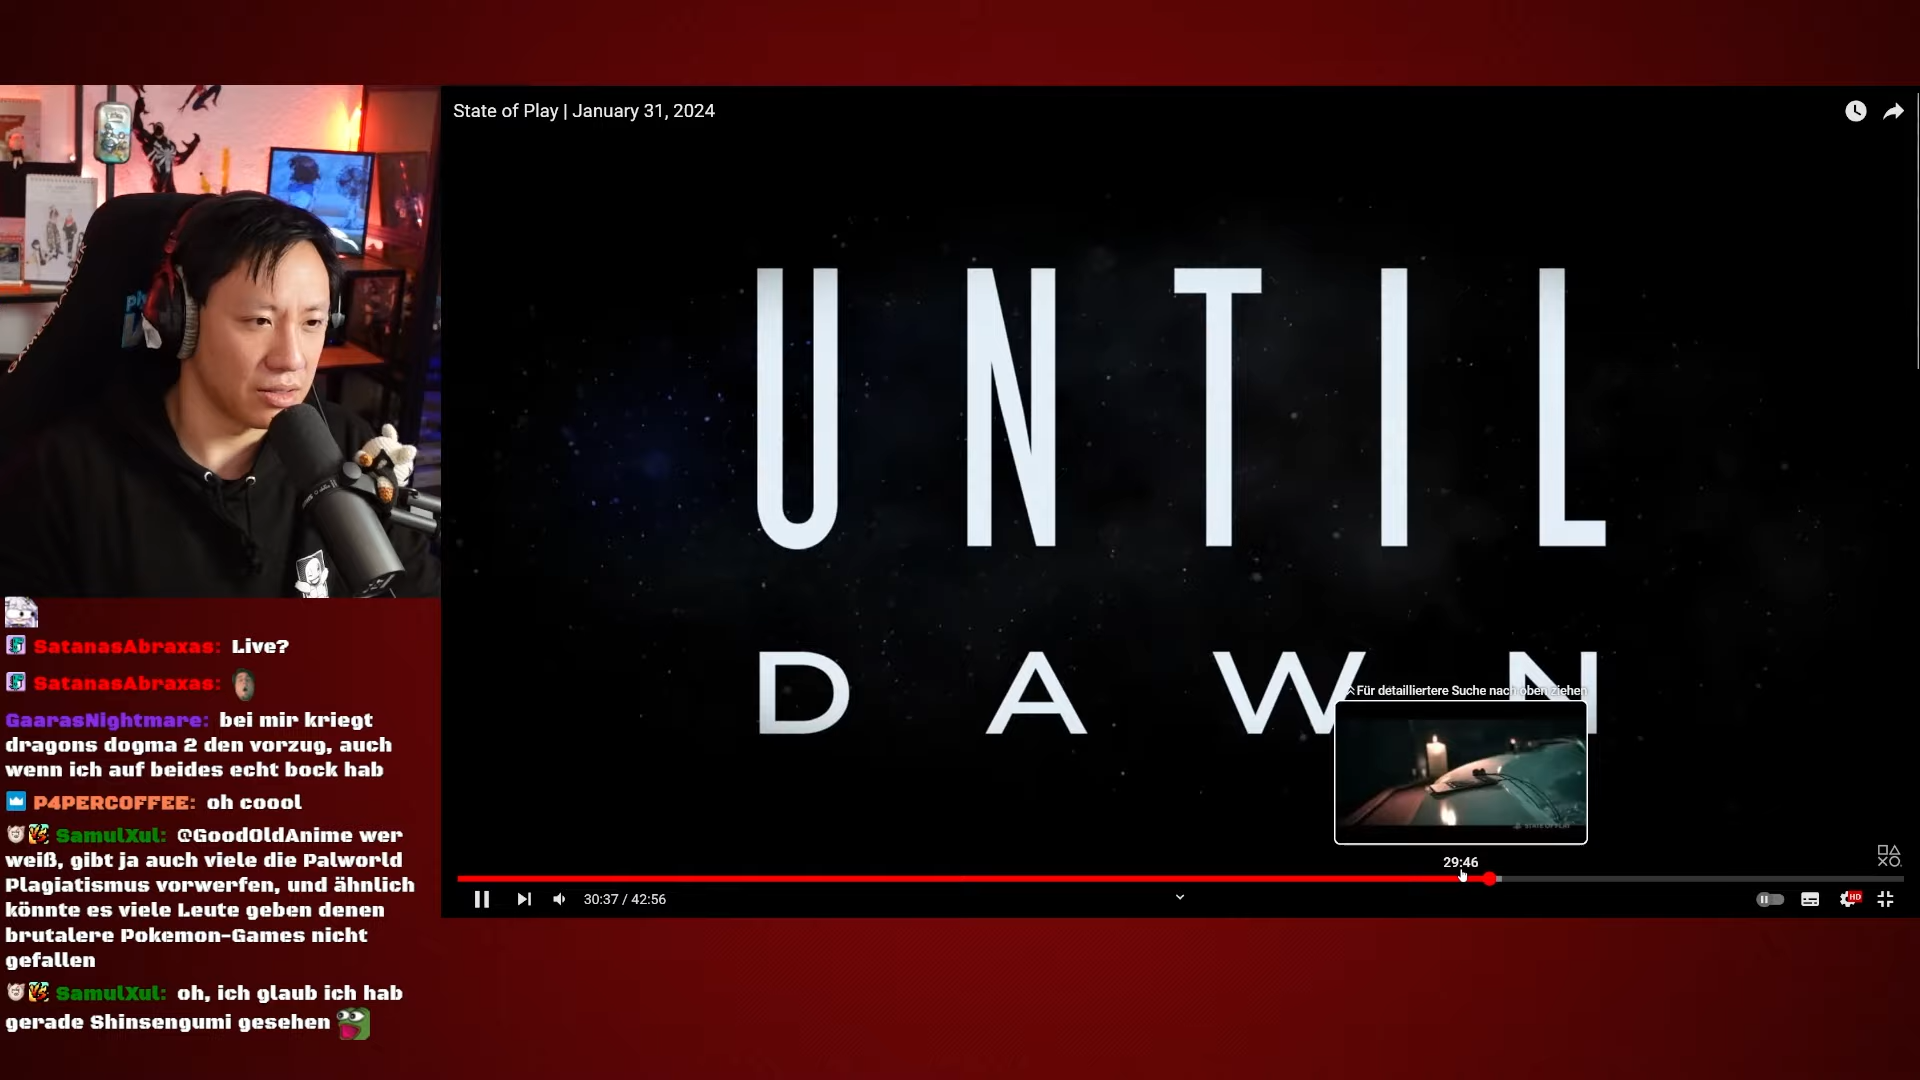 State of Play | January 31, 2024
UNTIL
DAWN
Für detailliertere Suche nach oben ziehen
STATE OF PLAY
29:46
30:37 / 42:56
HD
SatanasAbraxas: Live?
SatanasAbraxas:
GaarasNightmare: bei mir kriegt
dragons dogma 2 den vorzug, auch
wenn ich auf beides echt bock hab
P4PERCOFFEE: oh coool
SamulXul: @GoodOldAnime wer
weiß, gibt ja auch viele die Palworld
Plagiatismus vorwerfen, und ähnlich
könnte es viele Leute geben denen
brutalere Pokemon-Games nicht
gefallen
SamulXul: oh, ich glaub ich hab
gerade Shinsengumi gesehen